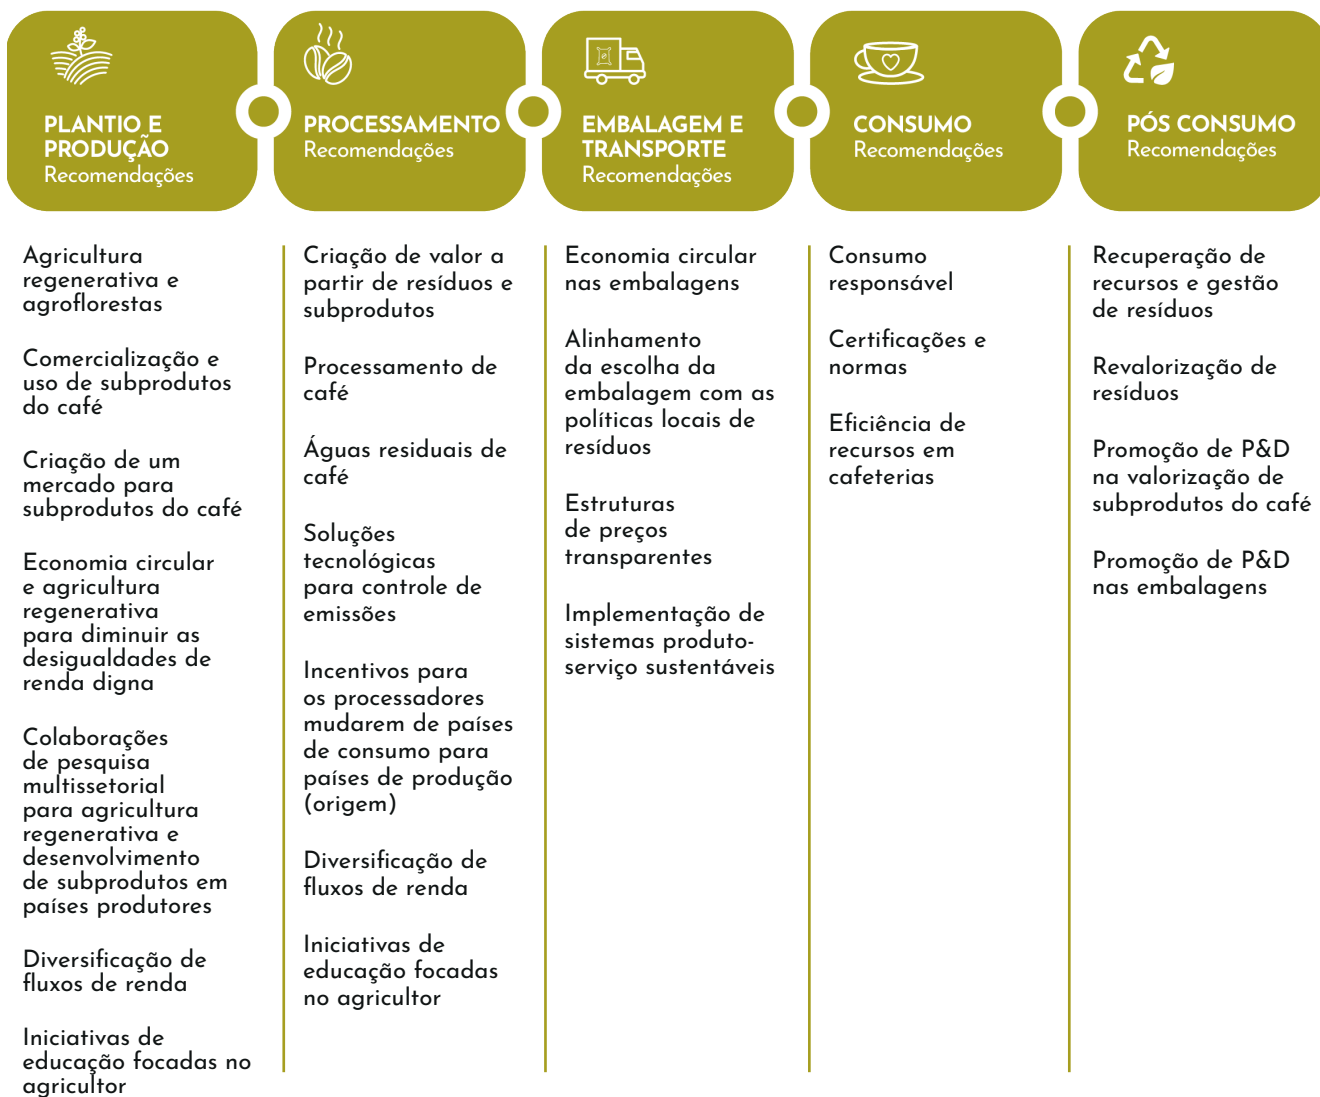 PLANTIO E
PRODUÇÃO
Recomendações
PROCESSAMENTO
Recomendações
EMBALAGEM E
TRANSPORTE
Recomendações
CONSUMO
Recomendações
PÓS CONSUMO
Recomendações
Agricultura
regenerativa e
agroflorestas
Comercialização e
uso de subprodutos
do café
Criação de um
mercado para
subprodutos do café
Economia circular
e agricultura
regenerativa
para diminuir as
desigualdades de
renda digna
Colaborações
de pesquisa
multissetorial
para agricultura
regenerativa e
desenvolvimento
de subprodutos em
países produtores
Diversificação de
fluxos de renda
Iniciativas de
educação focadas no
agricultor
Criação de valor a
partir de resíduos e
subprodutos
Processamento de
café
Águas residuais de
café
Soluções
tecnológicas
para controle de
emissões
Incentivos para
os processadores
mudarem de países
de consumo para
países de produção
(origem)
Diversificação de
fluxos de renda
Iniciativas de
educação focadas
no agricultor
Economia circular
nas embalagens
Alinhamento
da escolha da
embalagem com as
políticas locais de
resíduos
Estruturas
de preços
transparentes
Implementação de
sistemas produto-
serviço sustentáveis
Consumo
responsável
Certificações e
normas
Eficiência de
recursos em
cafeterias
Recuperação de
recursos e gestão
de resíduos
Revalorização de
resíduos
Promoção de P&D
na valorização de
subprodutos do café
Promoção de P&D
nas embalagens